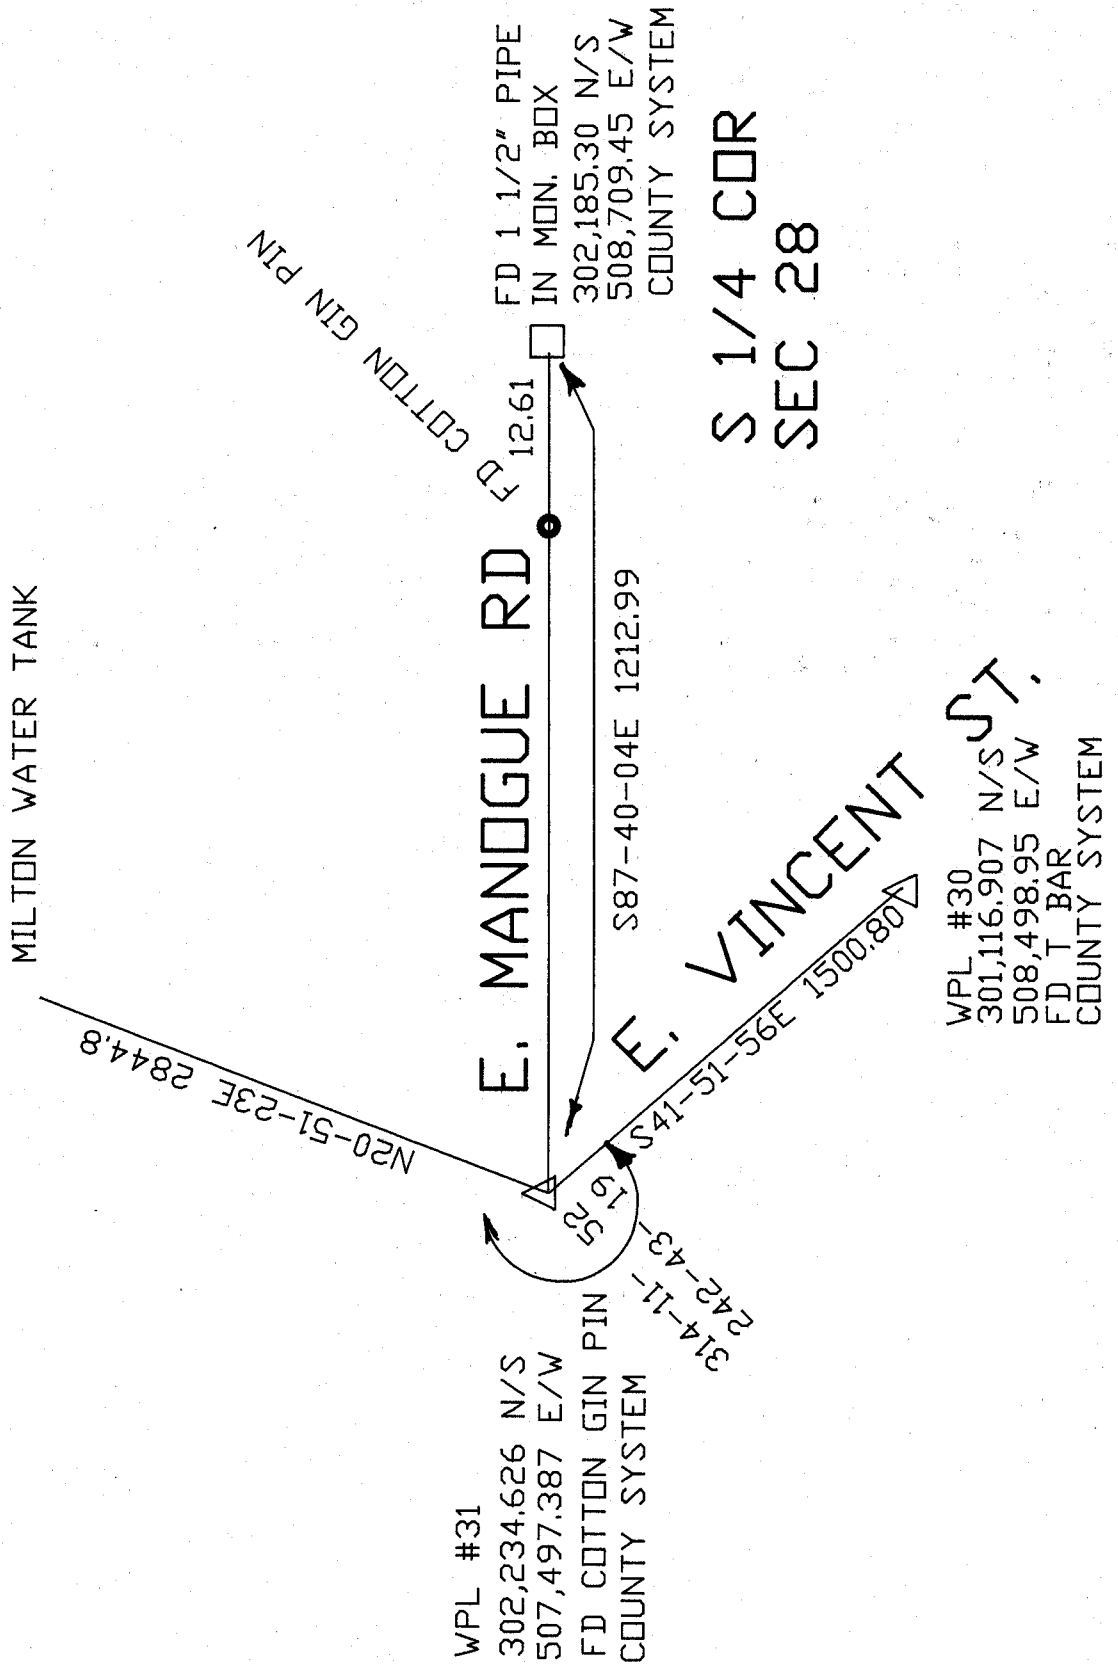 MILTON WATER TANK
N20-51-23E 2844.8
FD COTTON GIN PIN
12.61
FD 1 1/2" PIPE
IN MON. BOX
302,185.30 N/S
508,709.45 E/W
COUNTY SYSTEM
E. MANOGUE RD
S 1/4 COR
SEC 28
S87-40-04E 1212.99
WPL #31
302,234.626 N/S
507,497.387 E/W
FD COTTON GIN PIN
COUNTY SYSTEM
314-11-52
242-43-19
E. VINCENT ST.
S41-51-56E 1500.80
WPL #30
301,116.907 N/S
508,498.95 E/W
FD T BAR
COUNTY SYSTEM